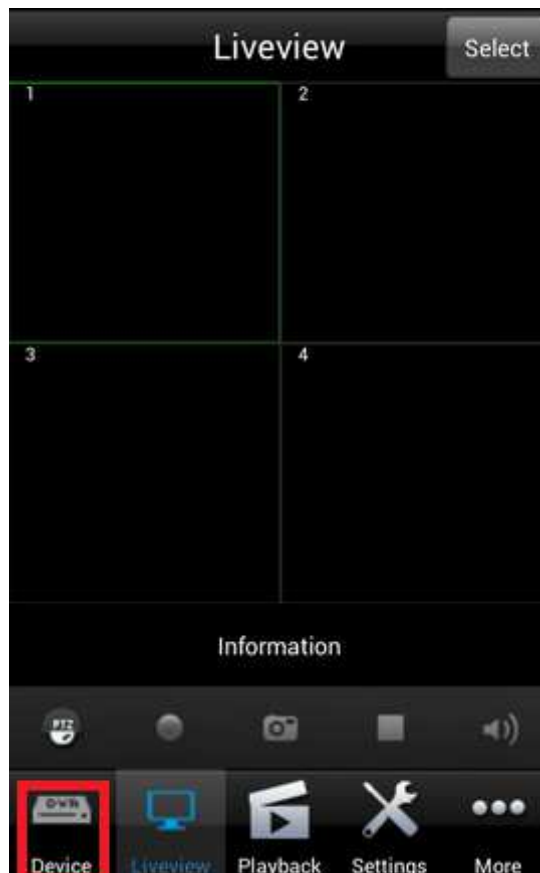 Liveview
Select
1
2
3
4
Information
PTZ
DVR
Device
Liveview
Playback
Settings
More